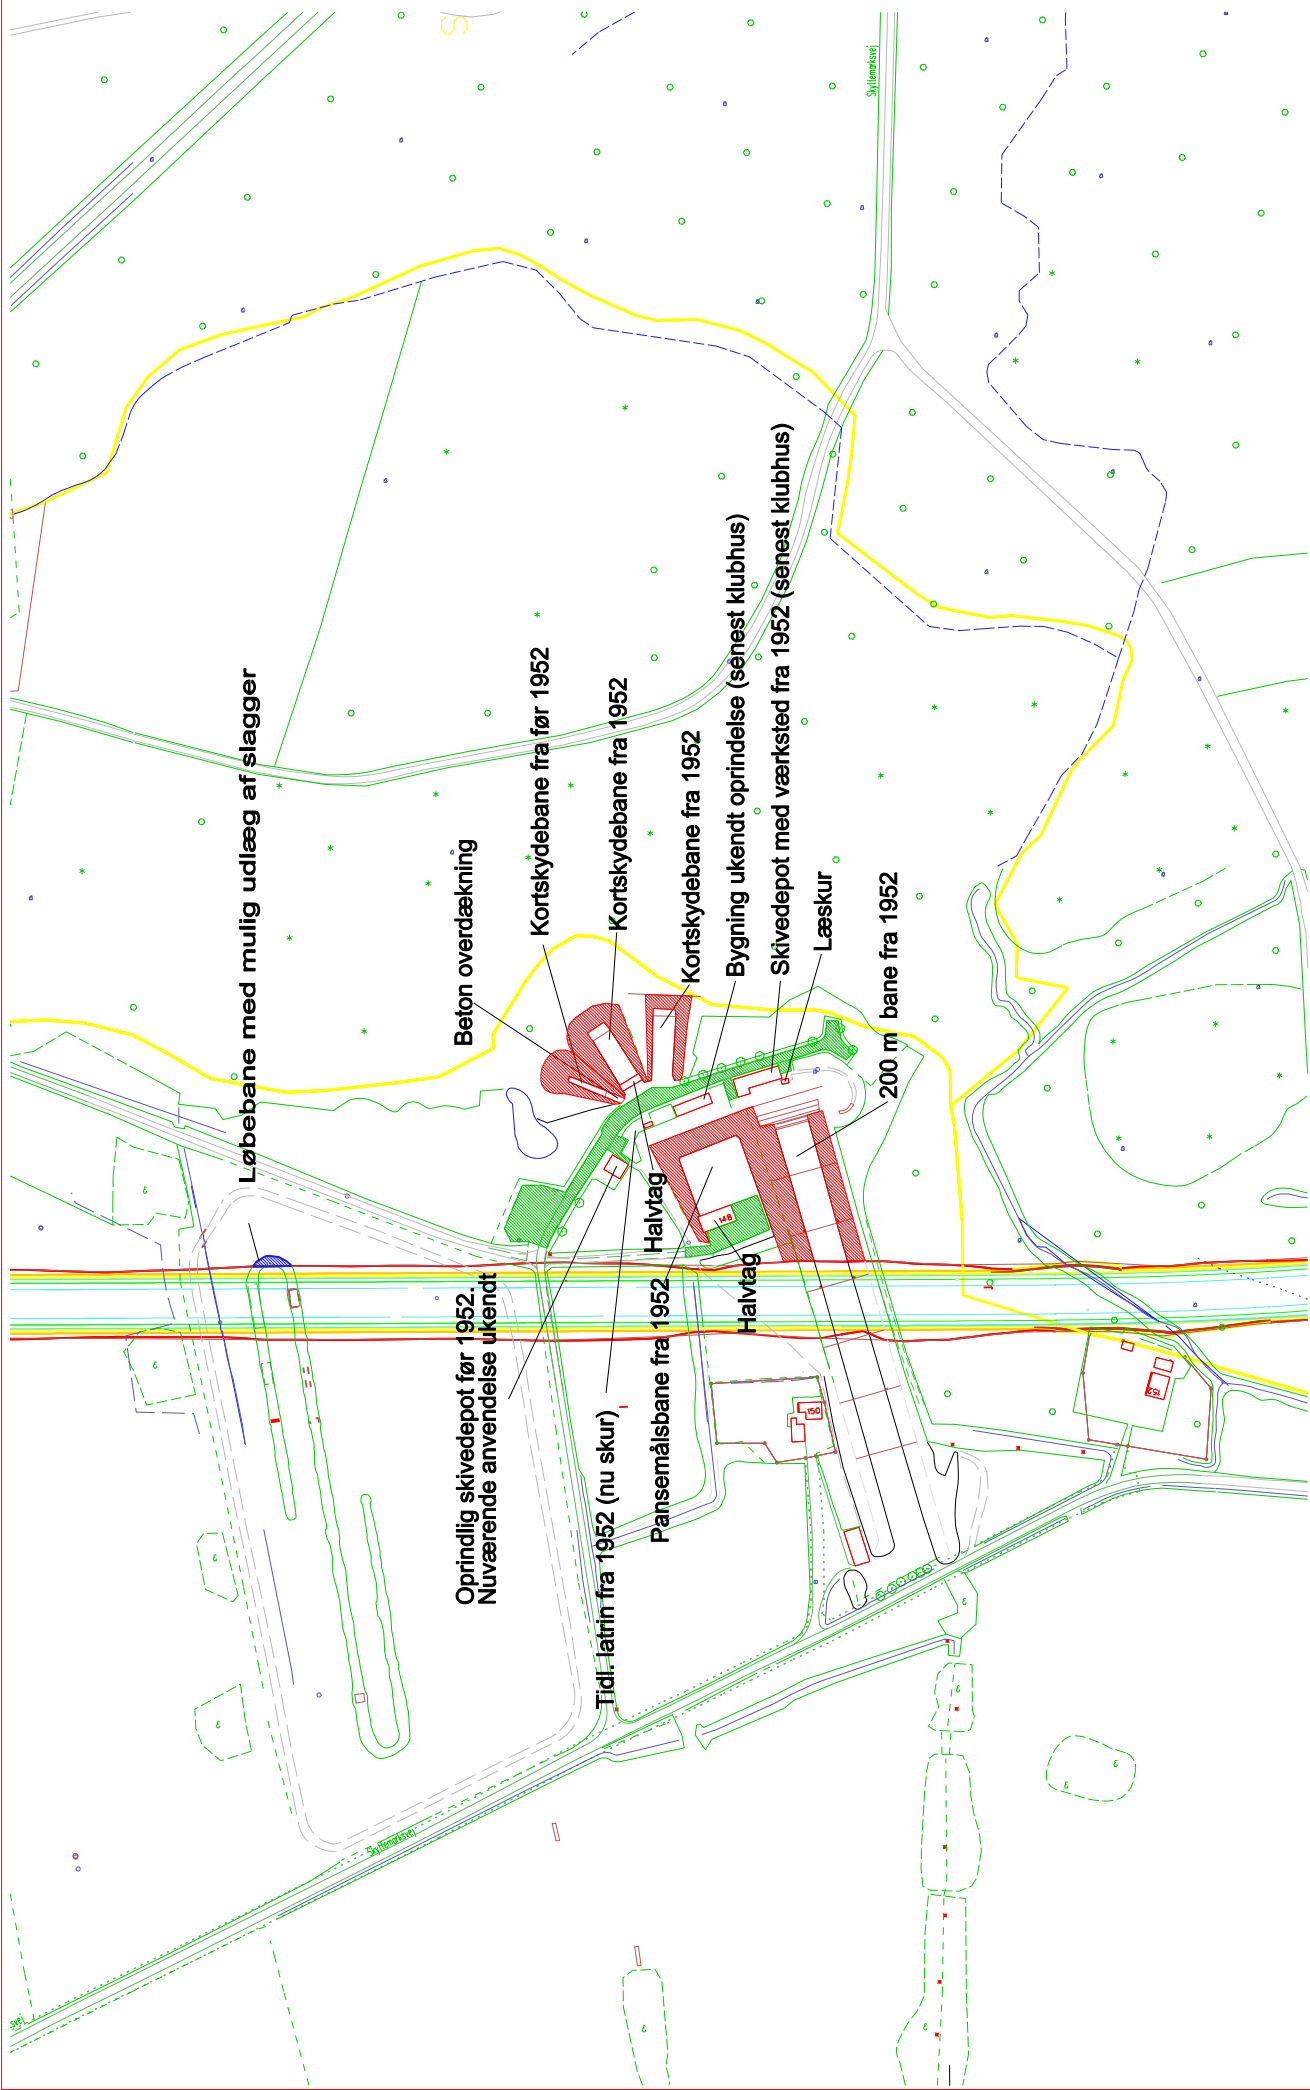 Løbebane med mulig udlæg af slagger
Beton overdækning
Oprindlig skivedepot før 1952.
Nuværende anvendelse ukendt
Kortskydebane fra før 1952
Tidl. latrin fra 1952 (nu skur)
Kortskydebane fra 1952
Halvtag
Pansemålsbane fra 1952
Kortskydebane fra 1952
Bygning ukendt oprindelse (senest klubhus)
Halvtag
Skivedepot med værksted fra 1952 (senest klubhus)
Læskur
200 m bane fra 1952
Skyttemarksvej
Skyttemarksvej
148
150
152
S